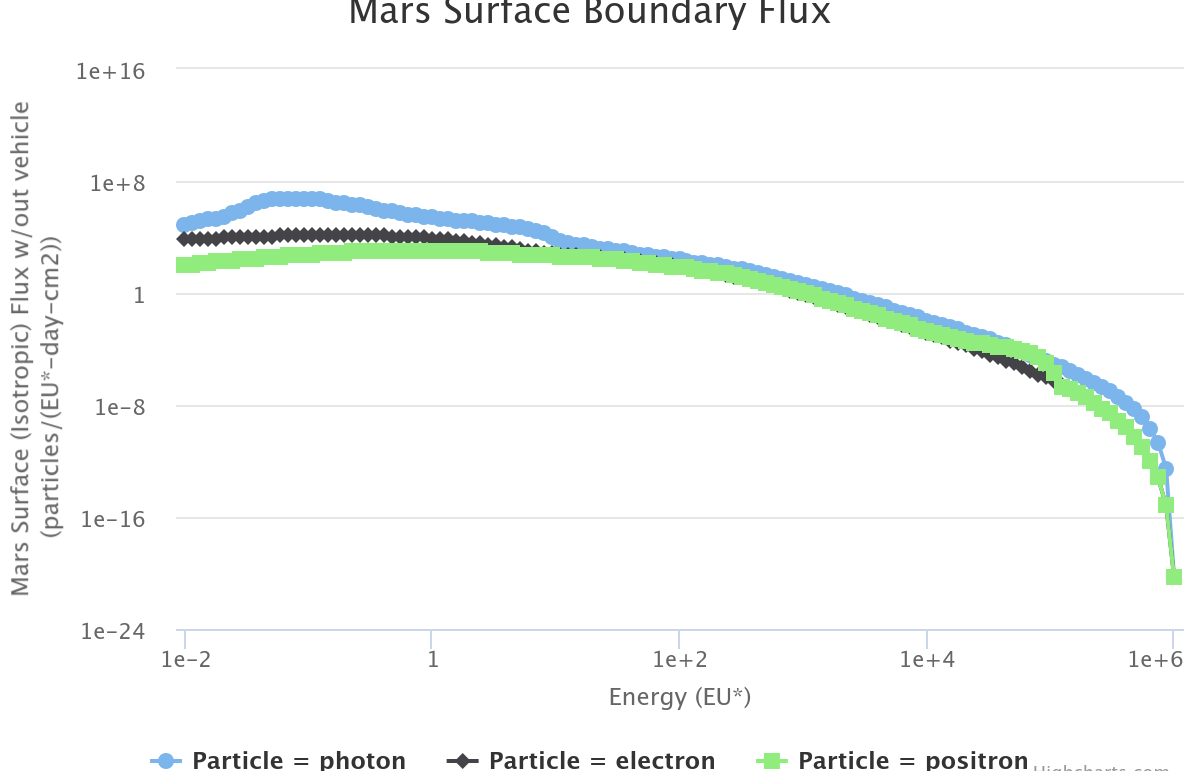 Mars Surface Boundary Flux
Mars Surface (Isotropic) Flux w/out vehicle
(particles/(EU*-day-cm2))
1e+16
1e+8
1
1e-8
1e-16
1e-24
1e-2
1
1e+2
1e+4
1e+6
Energy (EU*)
Particle = photon
Particle = electron
Particle = positron
Highcharts.com